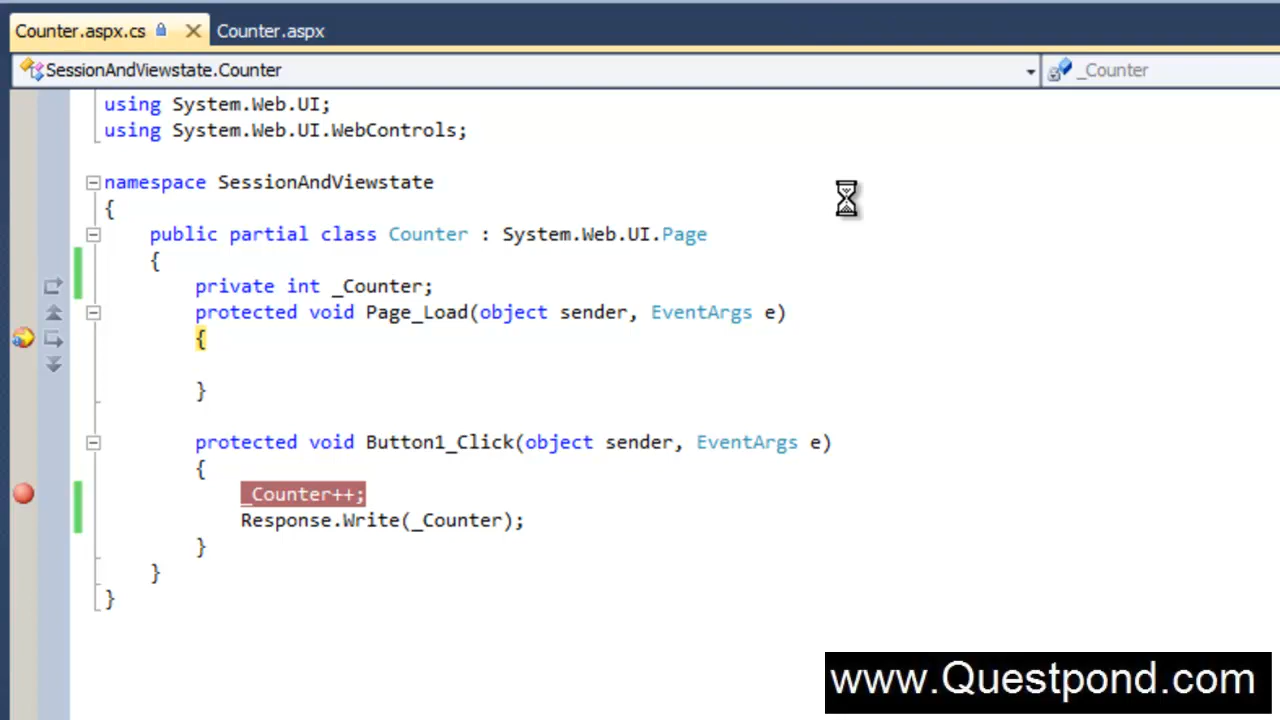 Counter.aspx.cs Counter.aspx
SessionAndViewstate.Counter _Counter
using System.Web.UI;
using System.Web.UI.WebControls;
namespace SessionAndViewstate
{
public partial class Counter : System.Web.UI.Page
{
private int _Counter;
protected void Page_Load(object sender, EventArgs e)
{
}
protected void Button1_Click(object sender, EventArgs e)
{
_Counter++;
Response.Write(_Counter);
}
}
}
www.Questpond.com